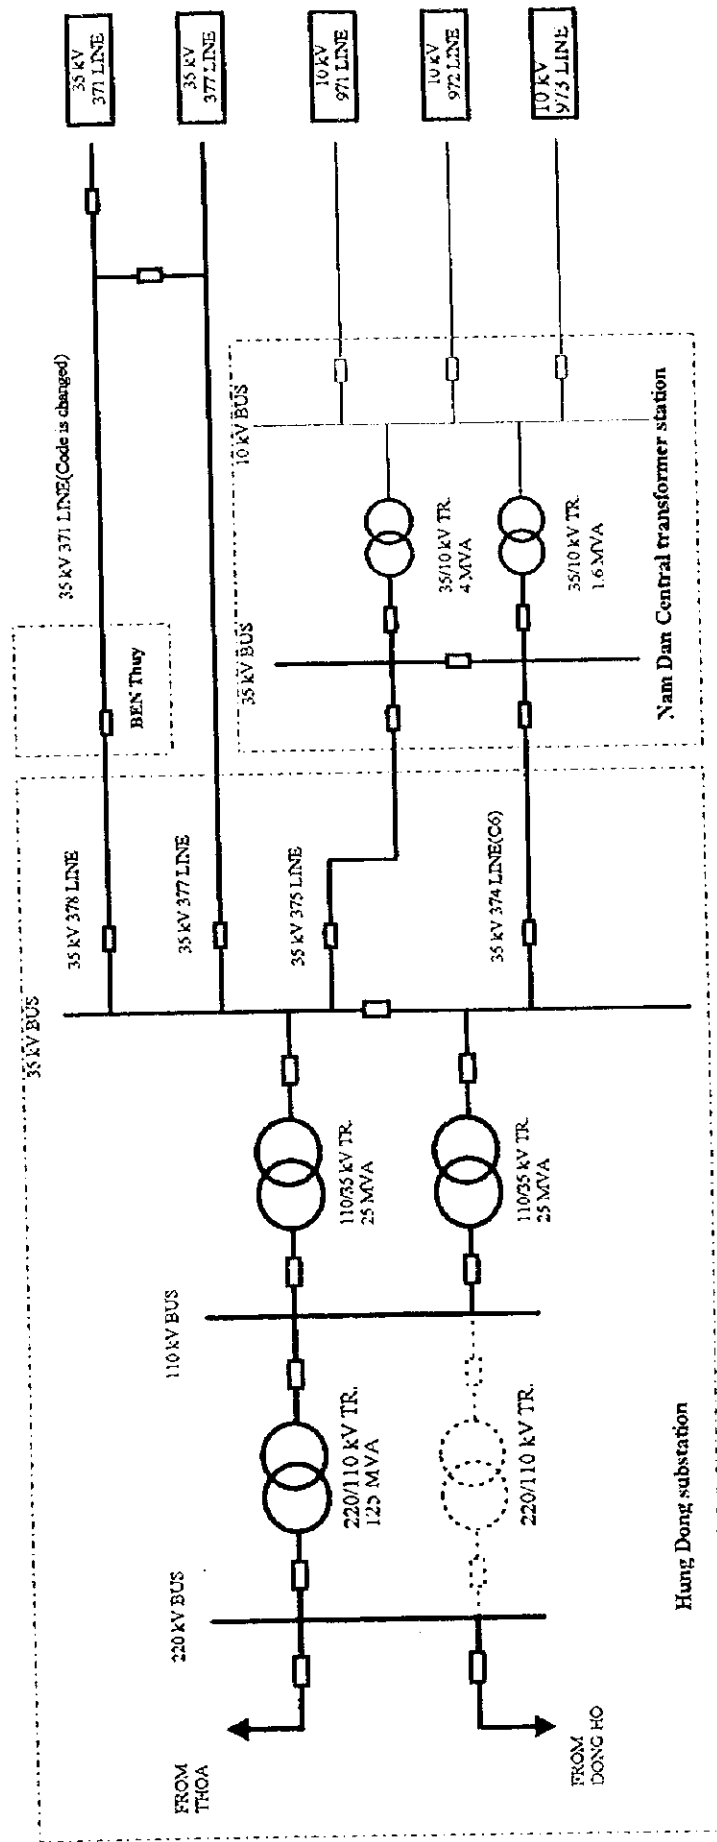 35 kV
371 LINE
35 kV
377 LINE
10 kV
971 LINE
10 kV
972 LINE
10 kV
973 LINE
35 kV 371 LINE(Code is changed)
10 kV BUS
35/10 kV TR.
4 MVA
35/10 kV TR.
1.6 MVA
35 kV BUS
Nam Dan Central transformer station
BEN Thuy
35 kV 378 LINE
35 kV 377 LINE
35 kV 375 LINE
35 kV 374 LINE(C6)
35 kV BUS
110/35 kV TR.
25 MVA
110/35 kV TR.
25 MVA
110 kV BUS
220/110 kV TR.
125 MVA
220/110 kV TR.
220 kV BUS
Hung Dong substation
FROM
THOA
FROM
DONG HO